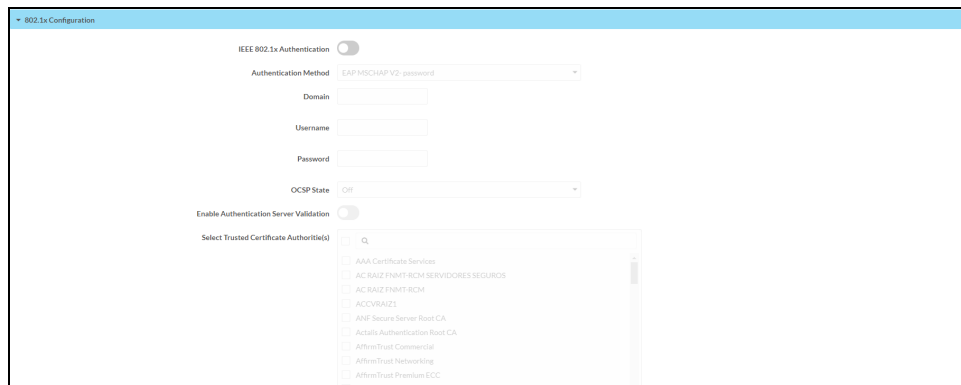 802.1x Configuration
IEEE 802.1x Authentication
Authentication Method EAP MSCHAP V2- password
Domain
Username
Password
OCSP State Off
Enable Authentication Server Validation
Select Trusted Certificate Authoritie(s)
AAA Certificate Services
AC RAIZ FNMT-RCM SERVIDORES SEGUROS
AC RAIZ FNMT-RCM
ACCVRAIZ1
ANF Secure Server Root CA
Actalis Authentication Root CA
AffirmTrust Commercial
AffirmTrust Networking
AffirmTrust Premium ECC